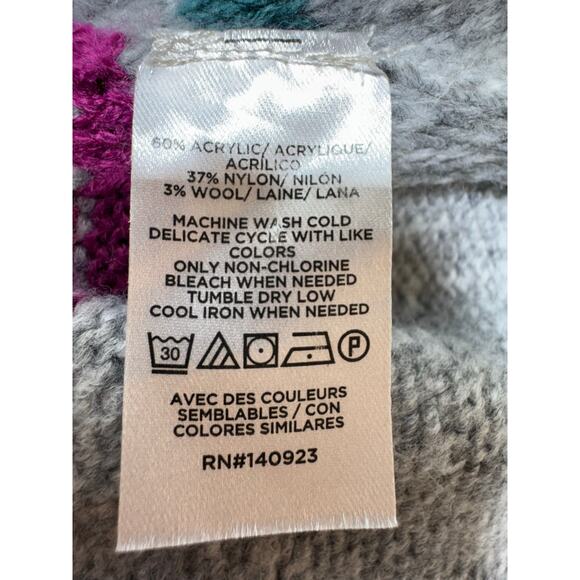 60% ACRYLIC/ ACRYLIQUE/
ACRÍLICO
37% NYLON/ NILÓN
3% WOOL/ LAINE/ LANA
MACHINE WASH COLD
DELICATE CYCLE WITH LIKE
COLORS
ONLY NON-CHLORINE
BLEACH WHEN NEEDED
TUMBLE DRY LOW
COOL IRON WHEN NEEDED
30 P
AVEC DES COULEURS
SEMBLABLES / CON
COLORES SIMILARES
RN#140923